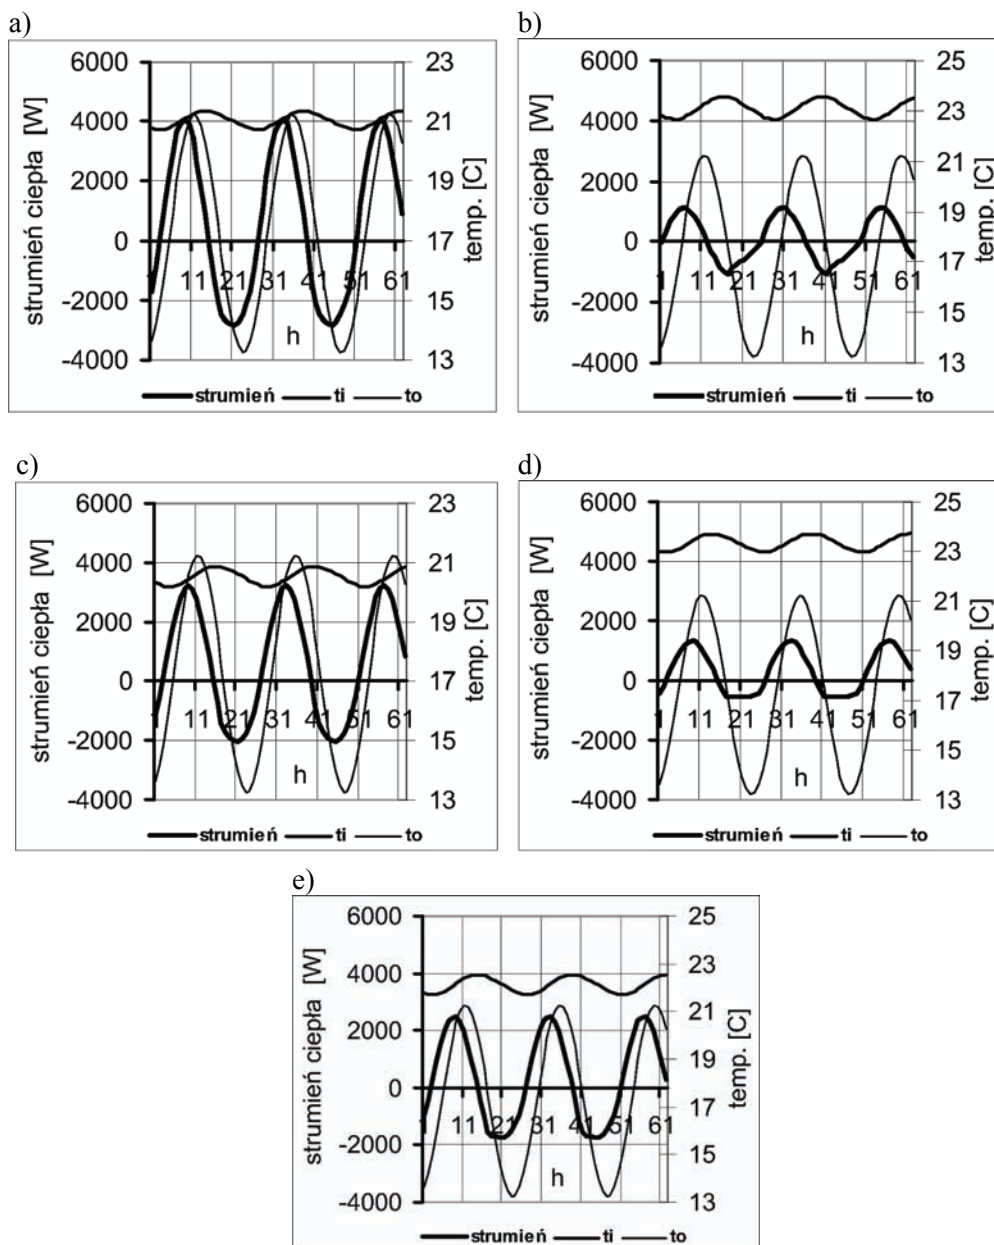 a)
strumień ciepła [W]
6000
4000
2000
0
-2000
-4000
1 11 21 31 41 51 61
h
23
21
19
17
15
13
temp. [C]
strumień ti to
b)
strumień ciepła [W]
6000
4000
2000
0
-2000
-4000
1 11 21 31 41 51 61
h
25
23
21
19
17
15
13
temp. [C]
strumień ti to
c)
strumień ciepła [W]
6000
4000
2000
0
-2000
-4000
1 11 21 31 41 51 61
h
23
21
19
17
15
13
temp. [C]
strumień ti to
d)
strumień ciepła [W]
6000
4000
2000
0
-2000
-4000
1 11 21 31 41 51 61
h
25
23
21
19
17
15
13
temp. [C]
strumień ti to
e)
strumień ciepła [W]
6000
4000
2000
0
-2000
-4000
1 11 21 31 41 51 61
h
25
23
21
19
17
15
13
temp. [C]
strumień ti to